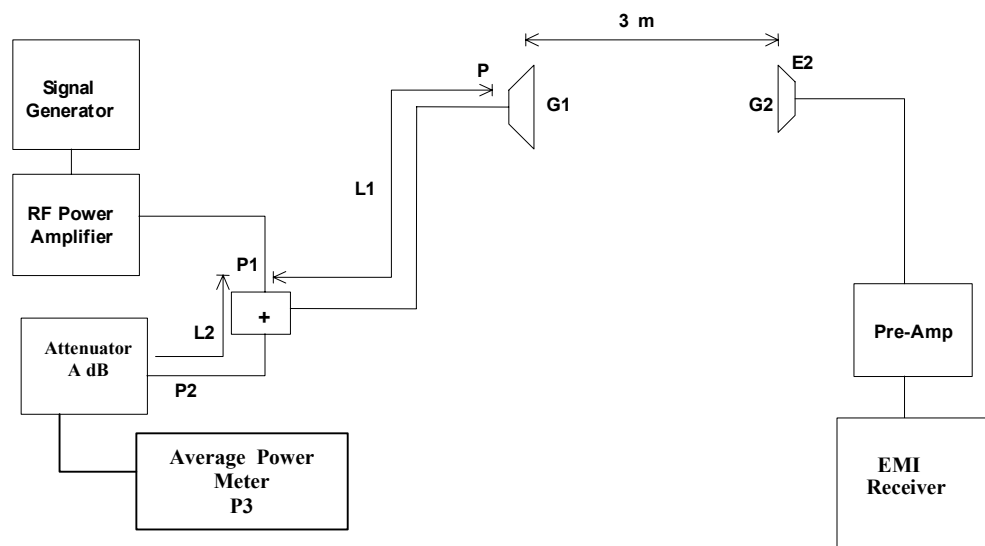 3 m
P
E2
G1
G2
Signal
Generator
L1
RF Power
Amplifier
P1
+
L2
Pre-Amp
Attenuator
A dB
P2
Average Power
Meter
P3
EMI
Receiver